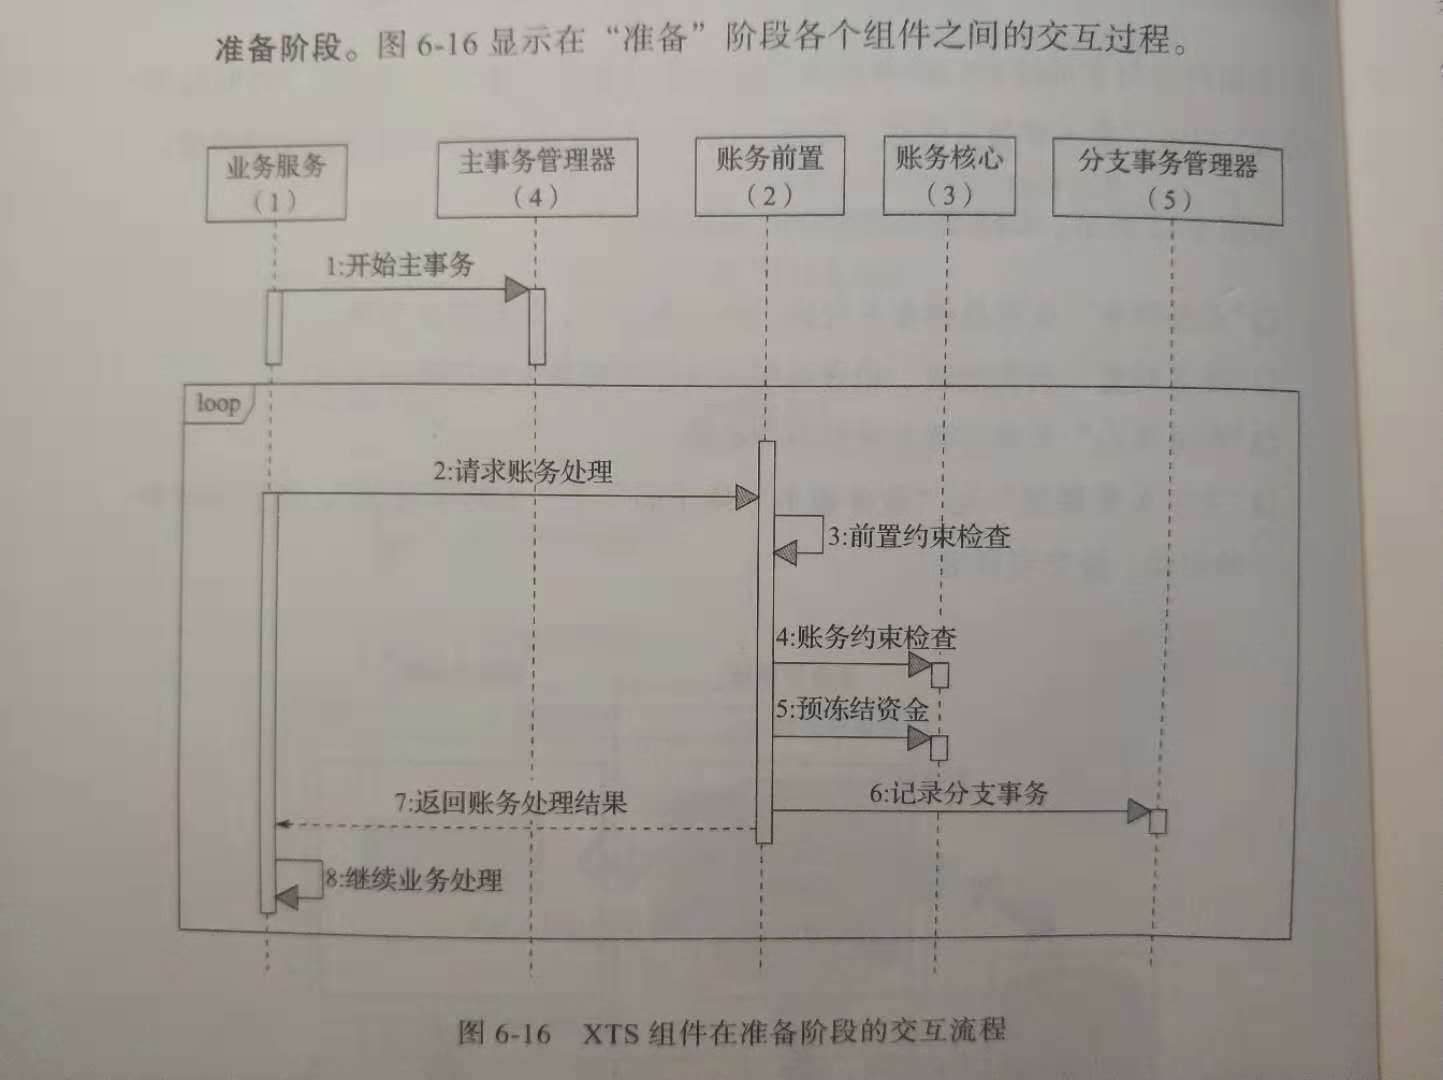 准备阶段。图 6-16 显示在“准备”阶段各个组件之间的交互过程。
业务服务
（1）
主事务管理器
（4）
账务前置
（2）
账务核心
（3）
分支事务管理器
（5）
1:开始主事务
loop
2:请求账务处理
3:前置约束检查
4:账务约束检查
5:预冻结资金
6:记录分支事务
7:返回账务处理结果
8:继续业务处理
图 6-16 XTS 组件在准备阶段的交互流程